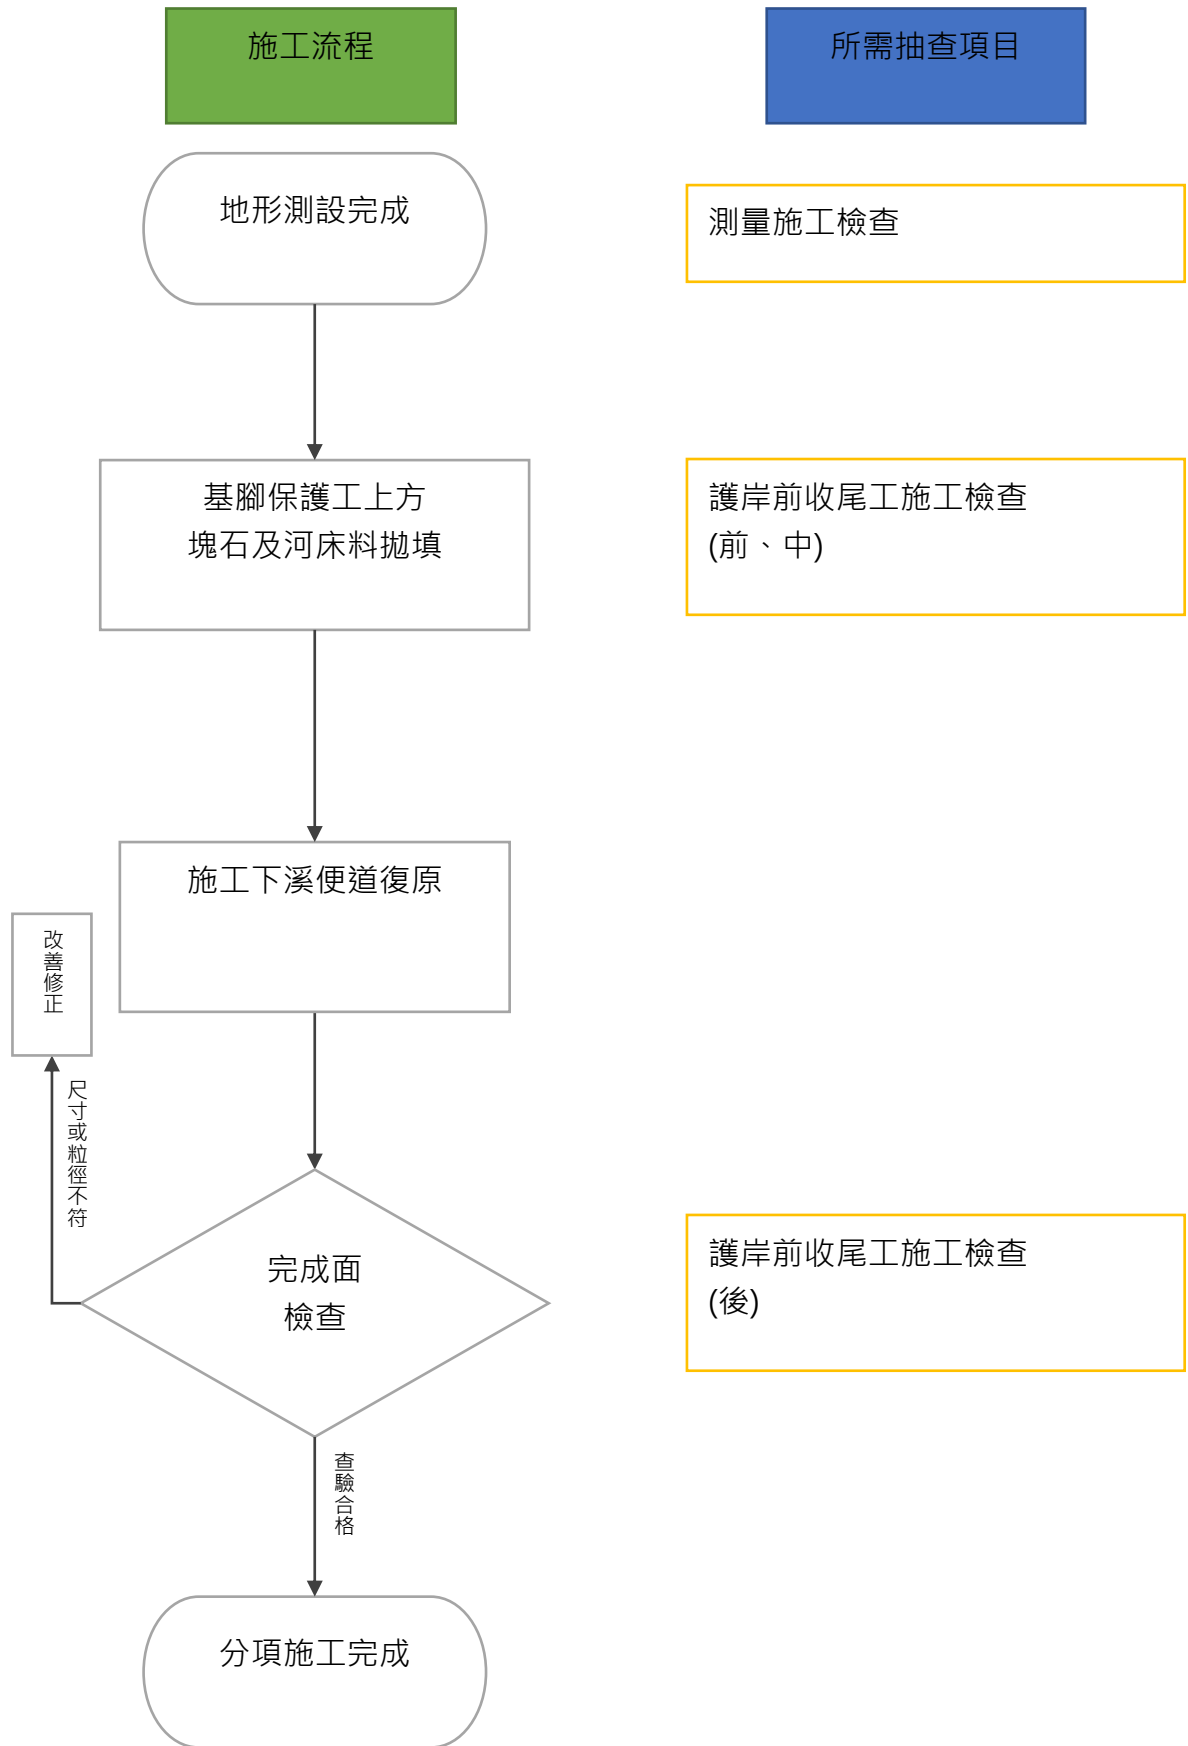 施工流程
所需抽查項目
地形測設完成
測量施工檢查
基腳保護工上方
塊石及河床料拋填
護岸前收尾工施工檢查
(前、中)
施工下溪便道復原
改善修正
尺寸或粒徑不符
完成面
檢查
護岸前收尾工施工檢查
(後)
查驗合格
分項施工完成